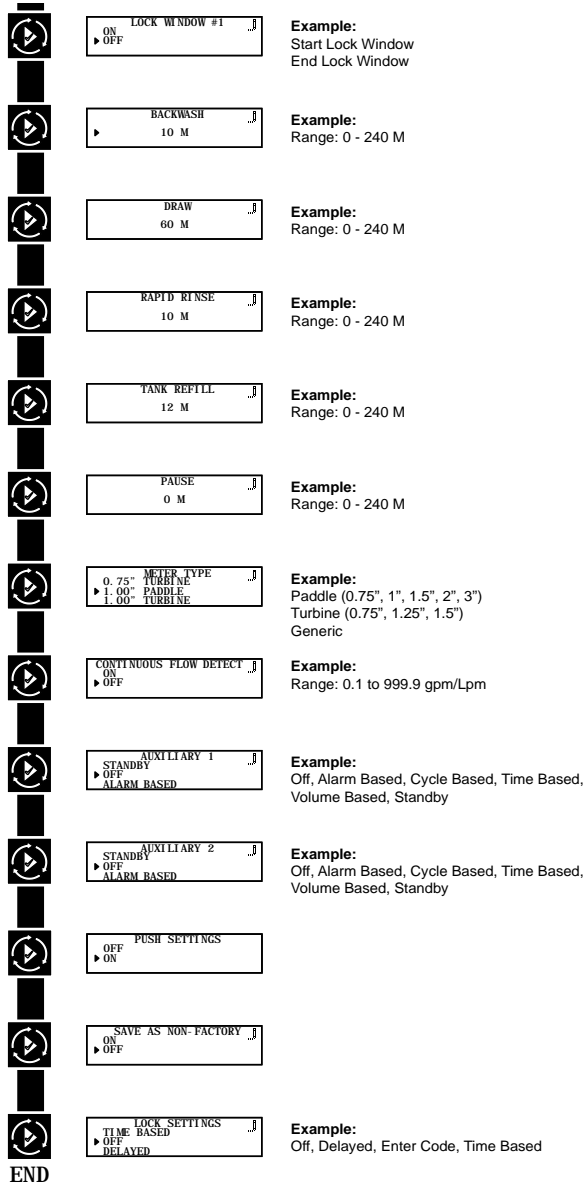 LOCK WINDOW #1
ON
OFF
Example:
Start Lock Window
End Lock Window
BACKWASH
10 M
Example:
Range: 0 - 240 M
DRAW
60 M
Example:
Range: 0 - 240 M
RAPID RINSE
10 M
Example:
Range: 0 - 240 M
TANK REFILL
12 M
Example:
Range: 0 - 240 M
PAUSE
0 M
Example:
Range: 0 - 240 M
METER TYPE
0.75" TURBINE
1.00" PADDLE
1.00" TURBINE
Example:
Paddle (0.75”, 1”, 1.5”, 2”, 3”)
Turbine (0.75”, 1.25”, 1.5”)
Generic
CONTINUOUS FLOW DETECT
ON
OFF
Example:
Range: 0.1 to 999.9 gpm/Lpm
AUXILIARY 1
STANDBY
OFF
ALARM BASED
Example:
Off, Alarm Based, Cycle Based, Time Based,
Volume Based, Standby
AUXILIARY 2
STANDBY
OFF
ALARM BASED
Example:
Off, Alarm Based, Cycle Based, Time Based,
Volume Based, Standby
PUSH SETTINGS
OFF
ON
SAVE AS NON-FACTORY
ON
OFF
LOCK SETTINGS
TIME BASED
OFF
DELAYED
Example:
Off, Delayed, Enter Code, Time Based
END